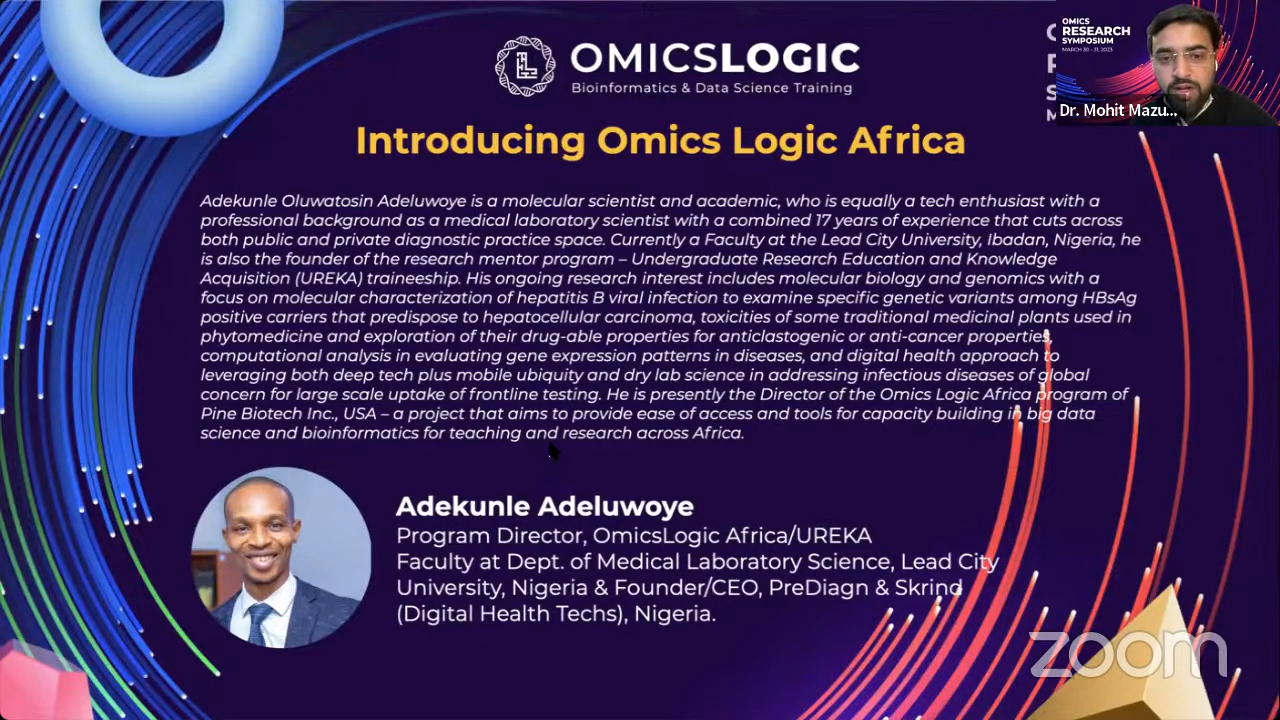 OMICSLOGIC
Bioinformatics & Data Science Training
Introducing Omics Logic Africa
OMICS
RESEARCH
SYMPOSIUM
MARCH 30 - 31, 2023
Dr. Mohit Mazu...
Adekunle Oluwatosin Adeluwoye is a molecular scientist and academic, who is equally a tech enthusiast with a
professional background as a medical laboratory scientist with a combined 17 years of experience that cuts across
both public and private diagnostic practice space. Currently a Faculty at the Lead City University, Ibadan, Nigeria, he
is also the founder of the research mentor program – Undergraduate Research Education and Knowledge
Acquisition (UREKA) traineeship. His ongoing research interest includes molecular biology and genomics with a
focus on molecular characterization of hepatitis B viral infection to examine specific genetic variants among HBsAg
positive carriers that predispose to hepatocellular carcinoma, toxicities of some traditional medicinal plants used in
phytomedicine and exploration of their drug-able properties for anticlastogenic or anti-cancer properties,
computational analysis in evaluating gene expression patterns in diseases, and digital health approach to
leveraging both deep tech plus mobile ubiquity and dry lab science in addressing infectious diseases of global
concern for large scale uptake of frontline testing. He is presently the Director of the Omics Logic Africa program of
Pine Biotech Inc., USA – a project that aims to provide ease of access and tools for capacity building in big data
science and bioinformatics for teaching and research across Africa.
Adekunle Adeluwoye
Program Director, OmicsLogic Africa/UREKA
Faculty at Dept. of Medical Laboratory Science, Lead City
University, Nigeria & Founder/CEO, PreDiagn & Skrind
(Digital Health Techs), Nigeria.
zoom